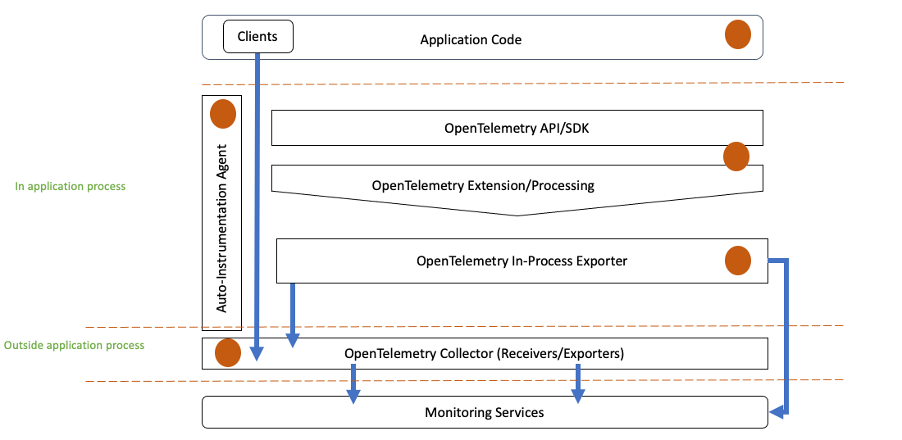 Clients
Application Code
OpenTelemetry API/SDK
In application process
Auto-Instrumentation Agent
OpenTelemetry Extension/Processing
OpenTelemetry In-Process Exporter
Outside application process
OpenTelemetry Collector (Receivers/Exporters)
Monitoring Services